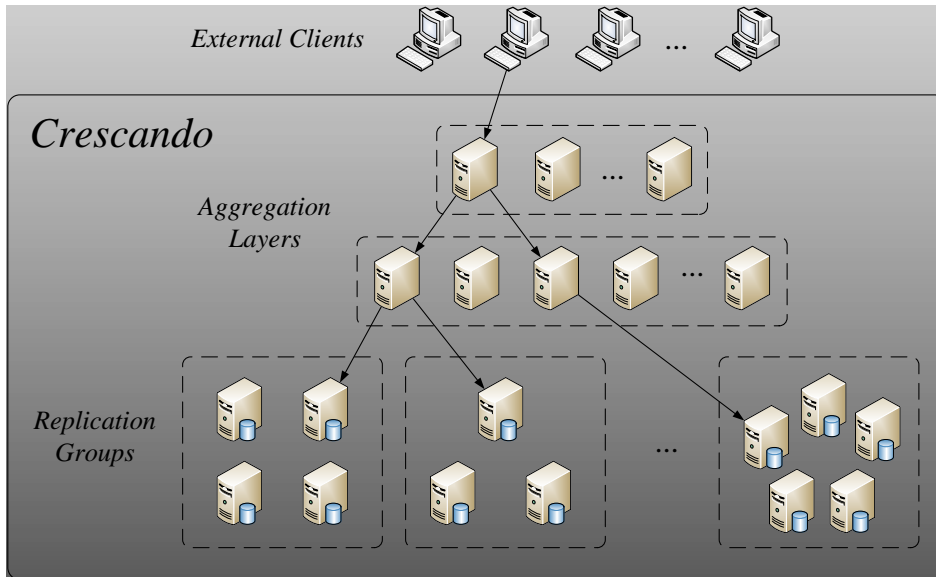 External Clients
...
Crescando
...
Aggregation
Layers
...
Replication
Groups
...